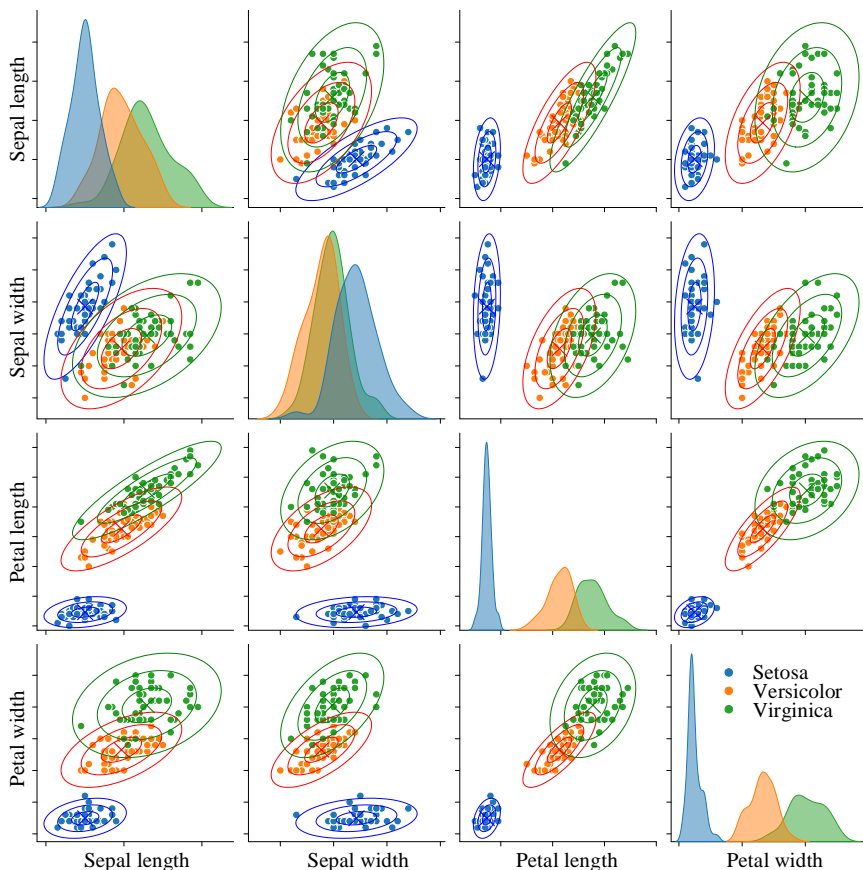 Sepal length
Sepal width
Petal length
Petal width
Setosa
Versicolor
Virginica
Sepal length
Sepal width
Petal length
Petal width